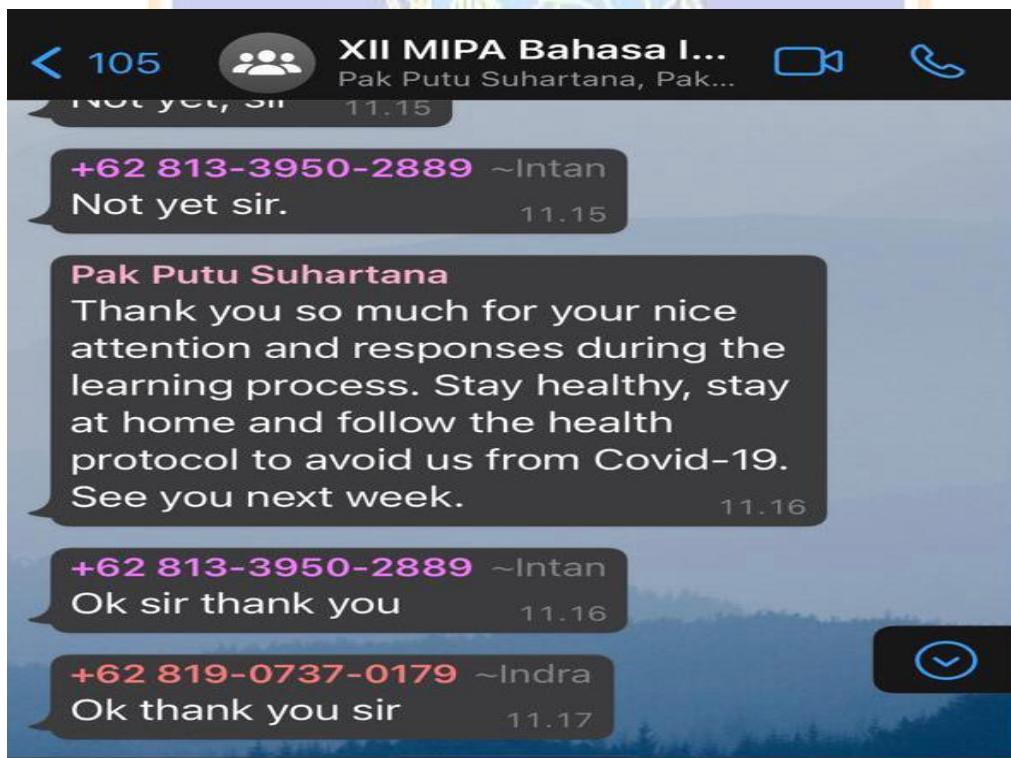 105
XII MIPA Bahasa I...
Pak Putu Suhartana, Pak...
Not yet, sir 11.15
+62 813-3950-2889 ~Intan
Not yet sir. 11.15
Pak Putu Suhartana
Thank you so much for your nice
attention and responses during the
learning process. Stay healthy, stay
at home and follow the health
protocol to avoid us from Covid-19.
See you next week. 11.16
+62 813-3950-2889 ~Intan
Ok sir thank you 11.16
+62 819-0737-0179 ~Indra
Ok thank you sir 11.17